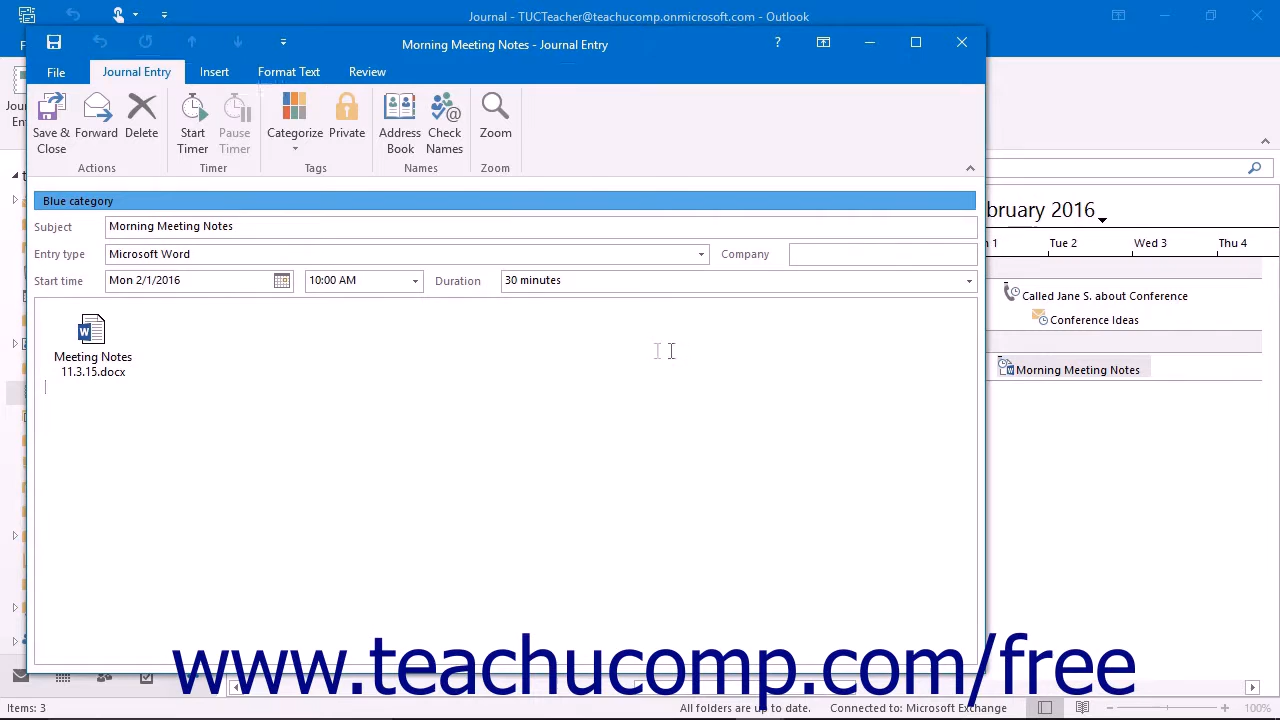 Journal - TUCTeacher@teachucomp.onmicrosoft.com - Outlook
Morning Meeting Notes - Journal Entry
?
File
Journal Entry
Insert
Format Text
Review
Save & Close
Forward
Delete
Start Timer
Pause Timer
Categorize
Private
Address Book
Check Names
Zoom
Actions
Timer
Tags
Names
Zoom
Blue category
Subject
Morning Meeting Notes
Entry type
Microsoft Word
Company
Start time
Mon 2/1/2016
10:00 AM
Duration
30 minutes
Meeting Notes
11.3.15.docx
bruary 2016
n 1
Tue 2
Wed 3
Thu 4
Called Jane S. about Conference
Conference Ideas
Morning Meeting Notes
www.teachucomp.com/free
Items: 3
All folders are up to date.
Connected to: Microsoft Exchange
100%